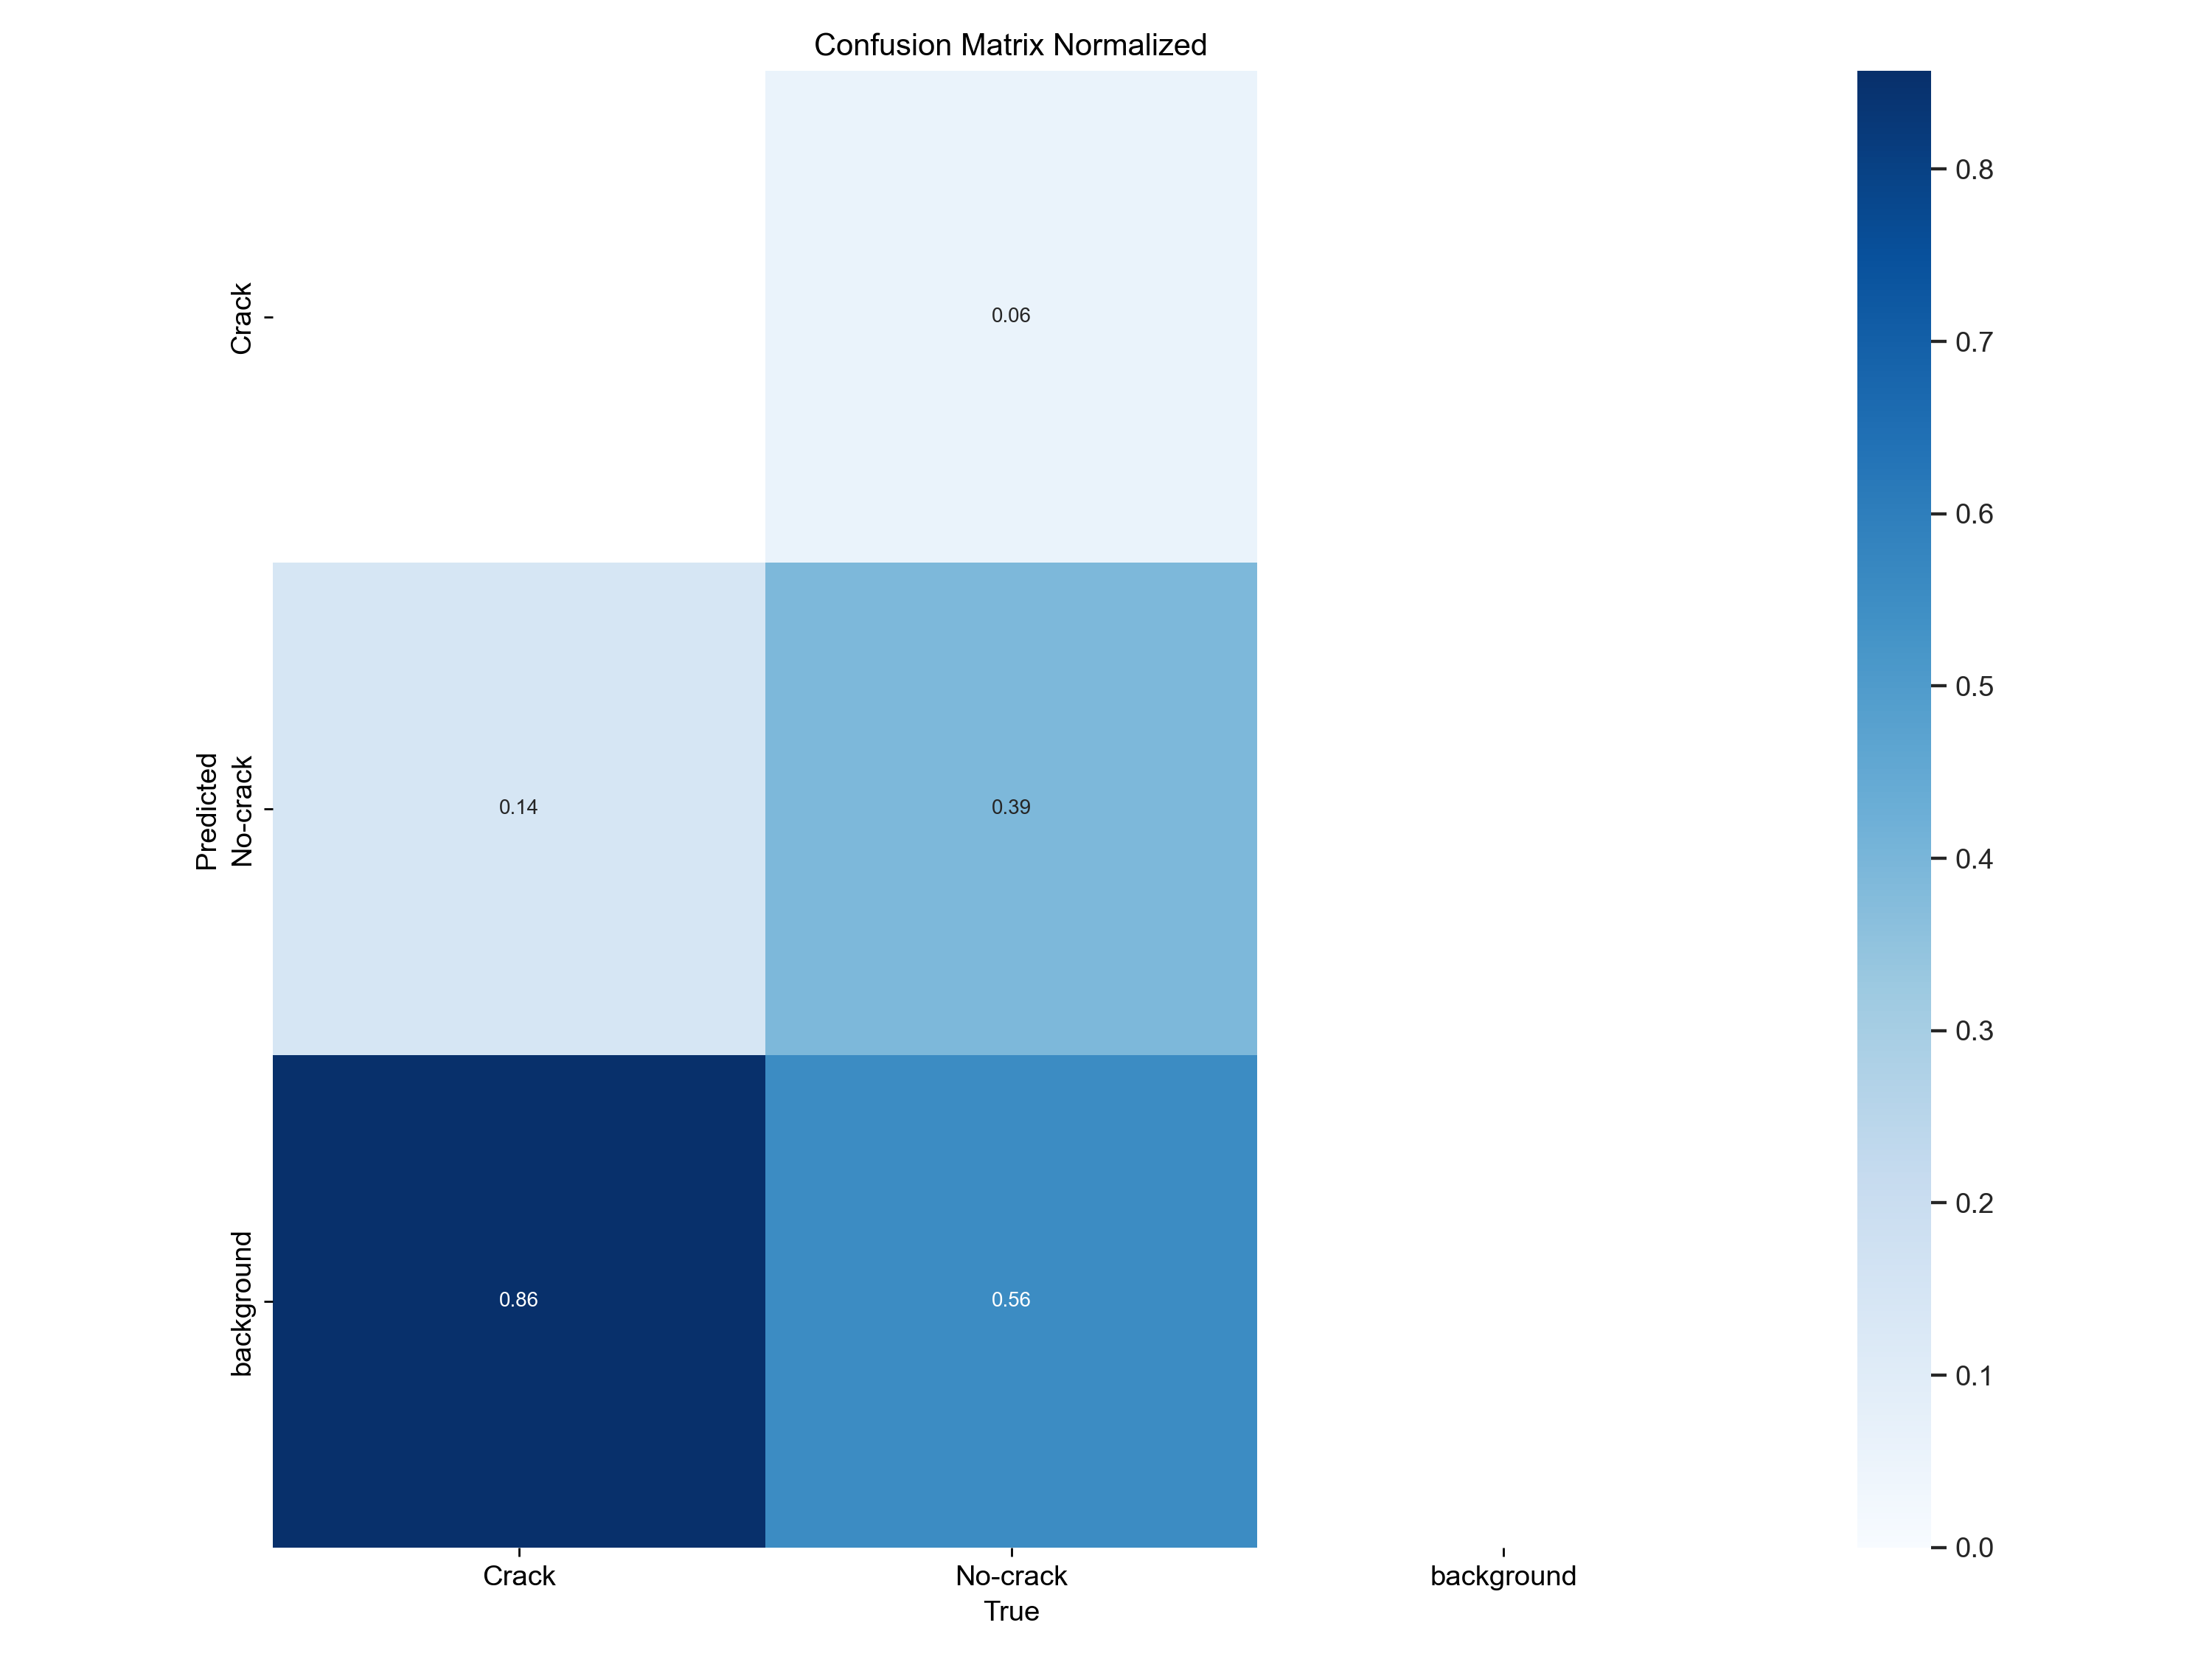 Confusion Matrix Normalized
Crack
No-crack
background
Predicted
0.06
0.14
0.39
0.86
0.56
Crack
No-crack
background
True
0.8
0.7
0.6
0.5
0.4
0.3
0.2
0.1
0.0